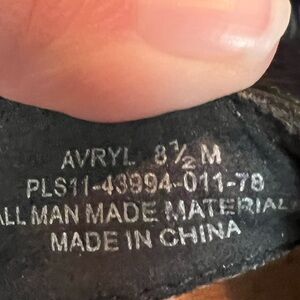 AVRYL 8½ M
PLS11-43994-011-78
ALL MAN MADE MATERIAL
MADE IN CHINA